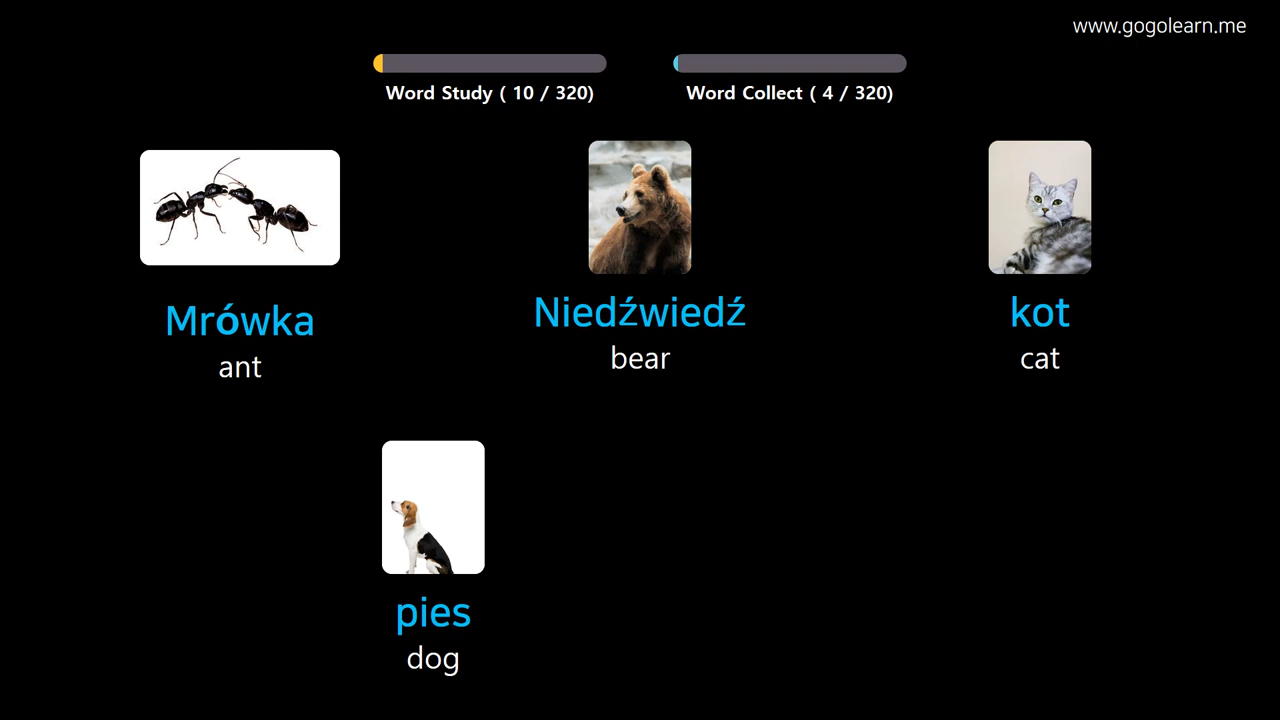 www.gogolearn.me
Word Study ( 10 / 320)
Word Collect ( 4 / 320)
Mrówka
ant
Niedźwiedź
bear
kot
cat
pies
dog